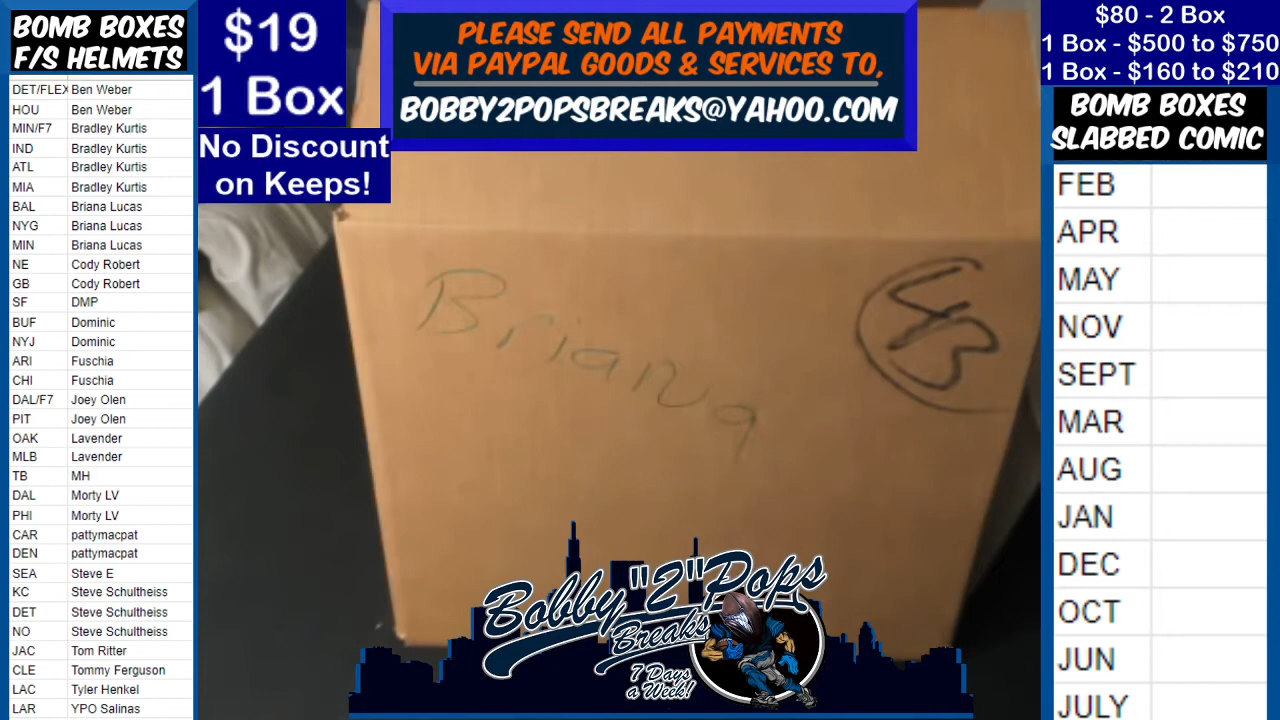 BOMB BOXES
F/S HELMETS
DET/FLEX Ben Weber
HOU Ben Weber
MIN/F7 Bradley Kurtis
IND Bradley Kurtis
ATL Bradley Kurtis
MIA Bradley Kurtis
BAL Briana Lucas
NYG Briana Lucas
MIN Briana Lucas
NE Cody Robert
GB Cody Robert
SF DMP
BUF Dominic
NYJ Dominic
ARI Fuschia
CHI Fuschia
DAL/F7 Joey Olen
PIT Joey Olen
OAK Lavender
MLB Lavender
TB MH
DAL Morty LV
PHI Morty LV
CAR pattymacpat
DEN pattymacpat
SEA Steve E
KC Steve Schultheiss
DET Steve Schultheiss
NO Steve Schultheiss
JAC Tom Ritter
CLE Tommy Ferguson
LAC Tyler Henkel
LAR YPO Salinas
$19
1 Box
No Discount
on Keeps!
PLEASE SEND ALL PAYMENTS
VIA PAYPAL GOODS & SERVICES TO,
BOBBY2POPSBREAKS@YAHOO.COM
Briana
Bobby "2" Pops
Breaks
7 Days
a Week!
$80 - 2 Box
1 Box - $500 to $750
1 Box - $160 to $210
BOMB BOXES
SLABBED COMIC
FEB
APR
MAY
NOV
SEPT
MAR
AUG
JAN
DEC
OCT
JUN
JULY